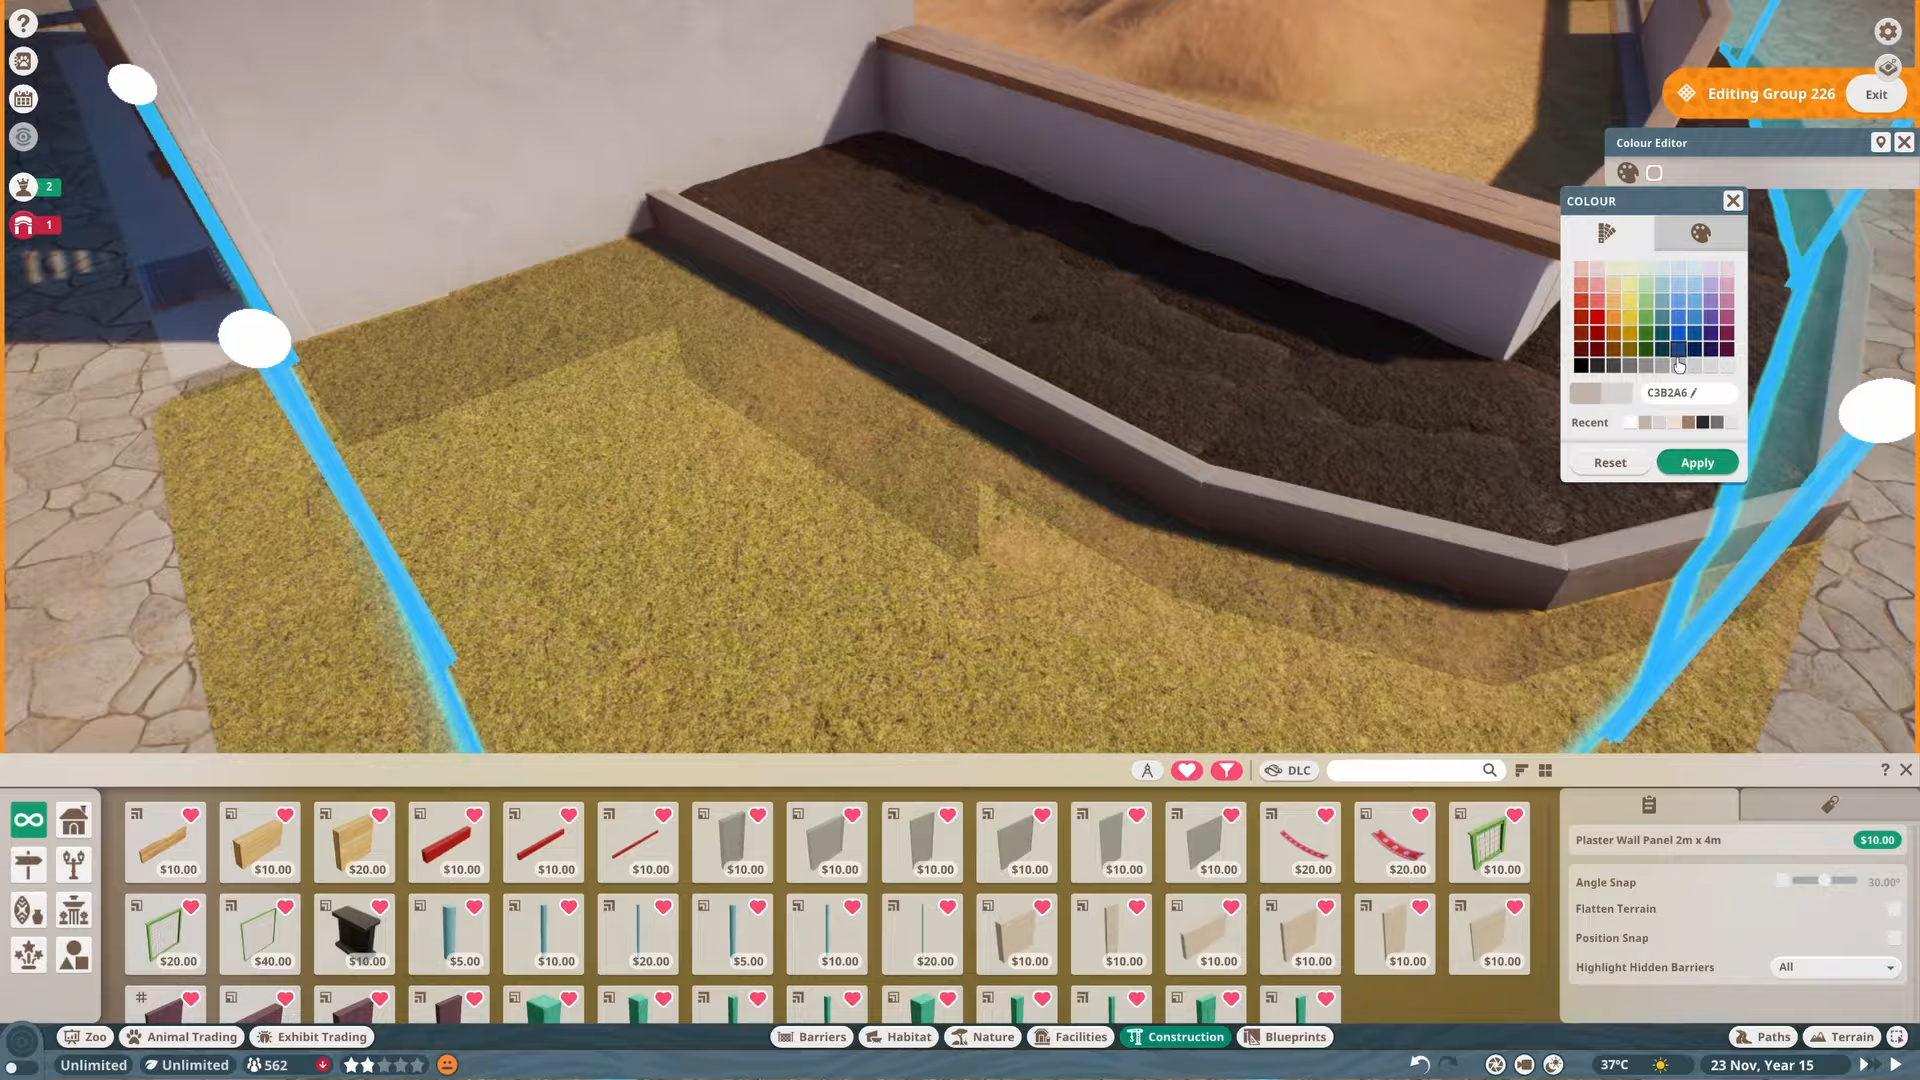 ?
Editing Group 226
Exit
Colour Editor
2
COLOUR
1
C3B2A6
Recent
Reset
Apply
DLC
?
$10.00
$10.00
$20.00
$10.00
$10.00
$10.00
$10.00
$10.00
$10.00
$10.00
$10.00
$10.00
$20.00
$20.00
$10.00
Plaster Wall Panel 2m x 4m
$10.00
Angle Snap
30.00°
Flatten Terrain
Position Snap
Highlight Hidden Barriers
All
$20.00
$40.00
$10.00
$5.00
$10.00
$20.00
$5.00
$10.00
$20.00
$10.00
$10.00
$10.00
$10.00
$10.00
$10.00
Zoo
Animal Trading
Exhibit Trading
Barriers
Habitat
Nature
Facilities
Construction
Blueprints
Paths
Terrain
Unlimited
Unlimited
562
37°C
23 Nov, Year 15